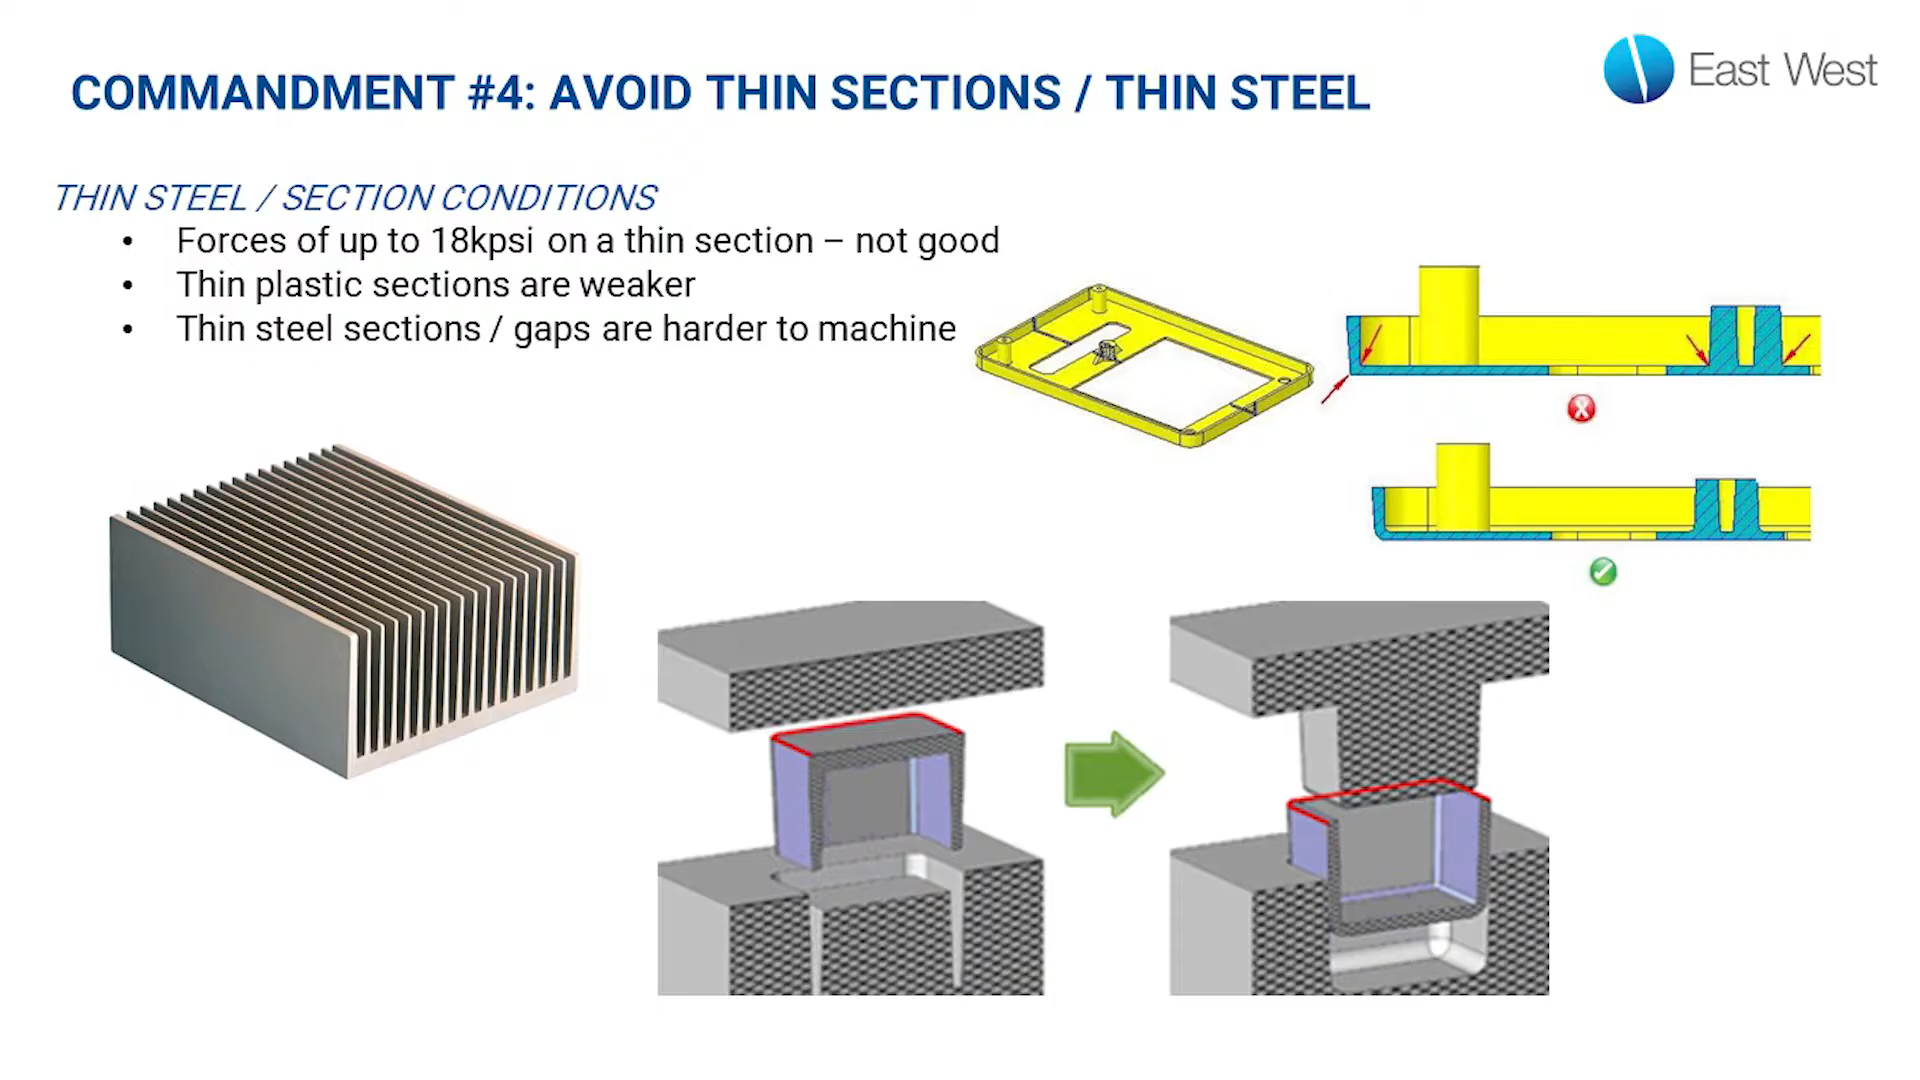 COMMANDMENT #4: AVOID THIN SECTIONS / THIN STEEL
East West
THIN STEEL / SECTION CONDITIONS
• Forces of up to 18kpsi on a thin section – not good
• Thin plastic sections are weaker
• Thin steel sections / gaps are harder to machine